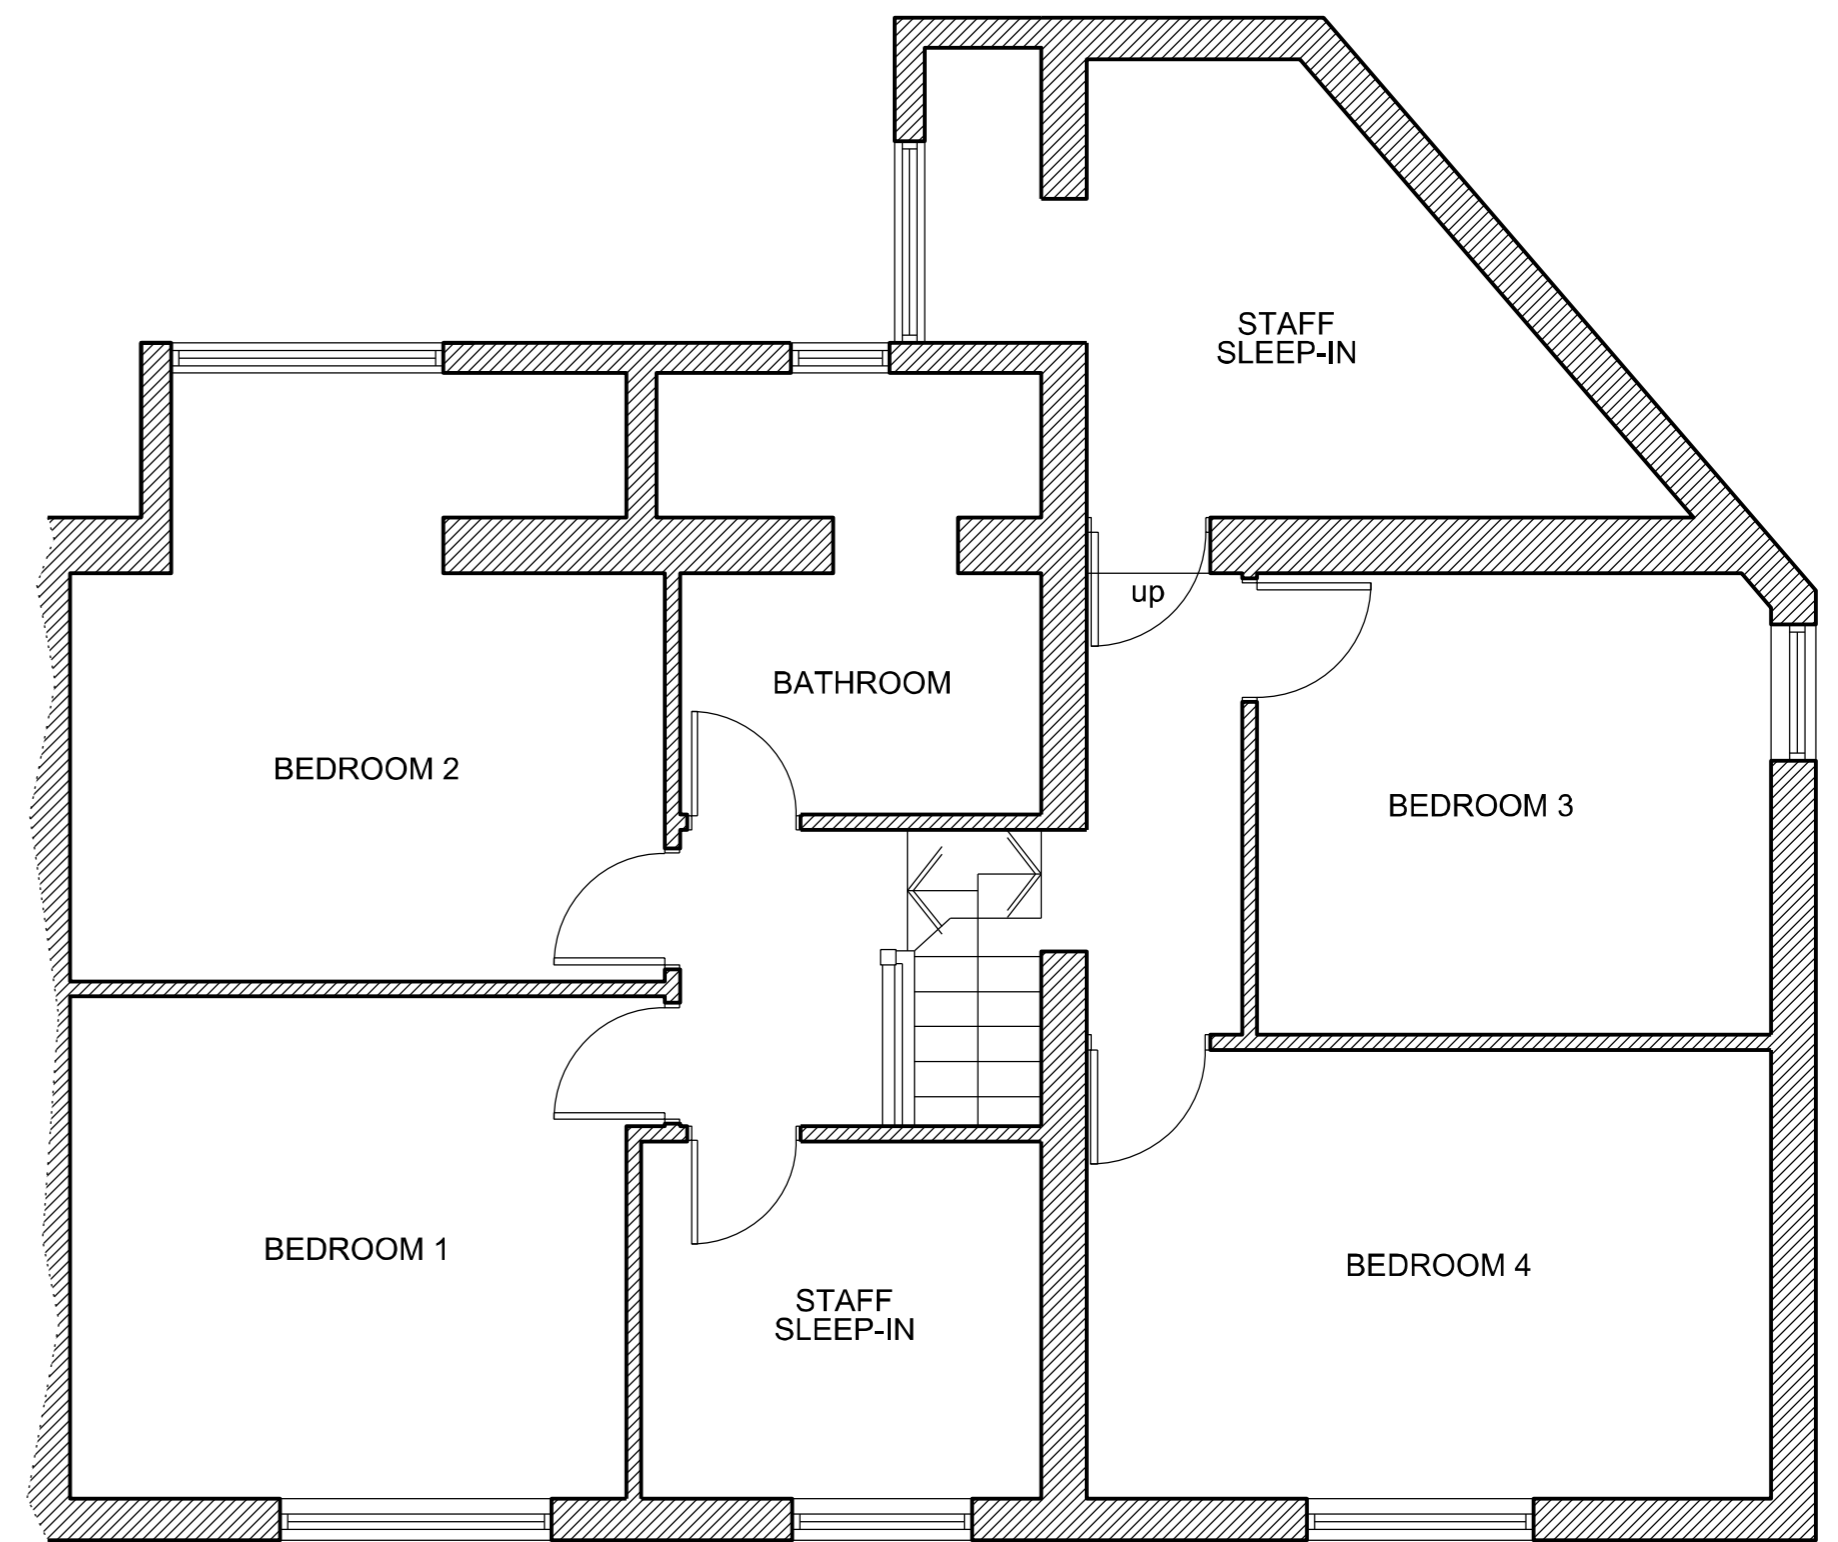 STAFF
SLEEP-IN
up
BATHROOM
BEDROOM 2
BEDROOM 3
BEDROOM 1
BEDROOM 4
STAFF
SLEEP-IN